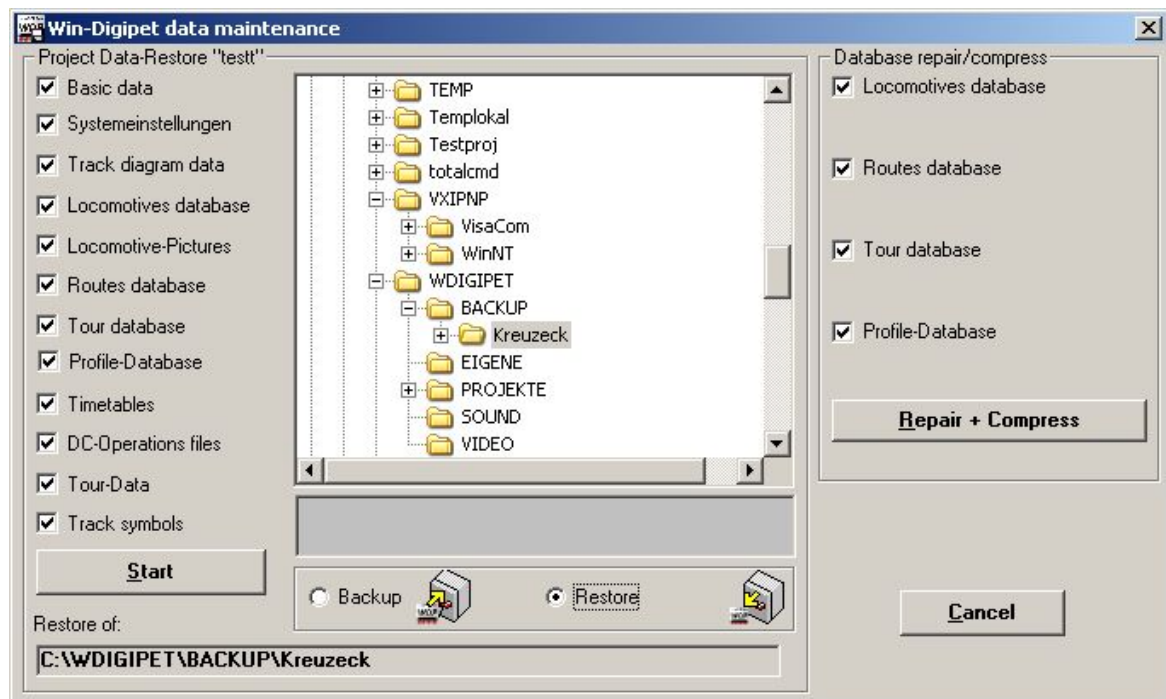 Win-Digipet data maintenance
Project Data-Restore "testt"
Basic data
Systemeinstellungen
Track diagram data
Locomotives database
Locomotive-Pictures
Routes database
Tour database
Profile-Database
Timetables
DC-Operations files
Tour-Data
Track symbols
Start
Restore of:
C:\WDIGIPET\BACKUP\Kreuzeck
TEMP
Templokal
Testproj
totalcmd
VXIPNP
VisaCom
WinNT
WDIGIPET
BACKUP
Kreuzeck
EIGENE
PROJEKTE
SOUND
VIDEO
Backup
Restore
Database repair/compress
Locomotives database
Routes database
Tour database
Profile-Database
Repair + Compress
Cancel